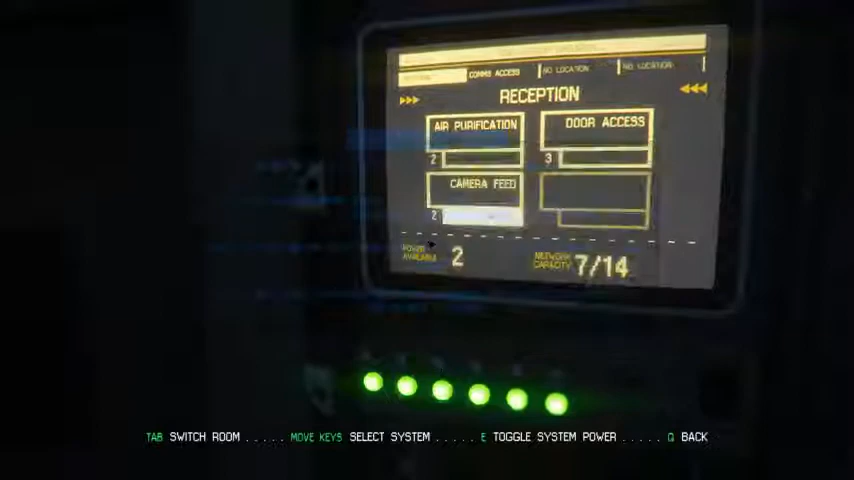 COMMS ACCESS
NO LOCATION
NO LOCATION
RECEPTION
AIR PURIFICATION
2
DOOR ACCESS
3
CAMERA FEED
2
POWER AVAILABLE
2
NETWORK CAPACITY
7/14
TAB SWITCH ROOM ..... MOVE KEYS SELECT SYSTEM ..... E TOGGLE SYSTEM POWER ..... Q BACK